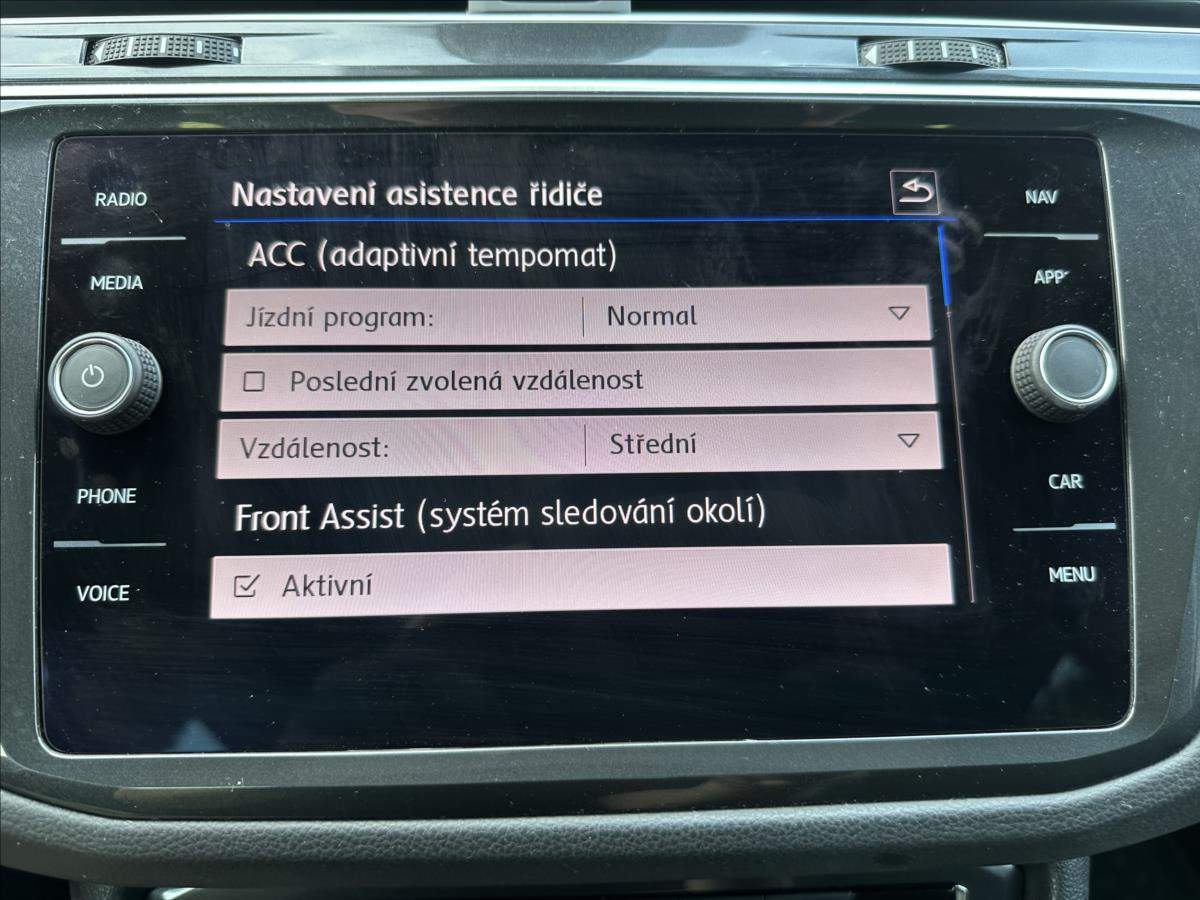 RADIO
MEDIA
PHONE
VOICE
Nastavení asistence řidiče
ACC (adaptivní tempomat)
Jízdní program: Normal
Poslední zvolená vzdálenost
Vzdálenost: Střední
Front Assist (systém sledování okolí)
Aktivní
NAV
APP
CAR
MENU